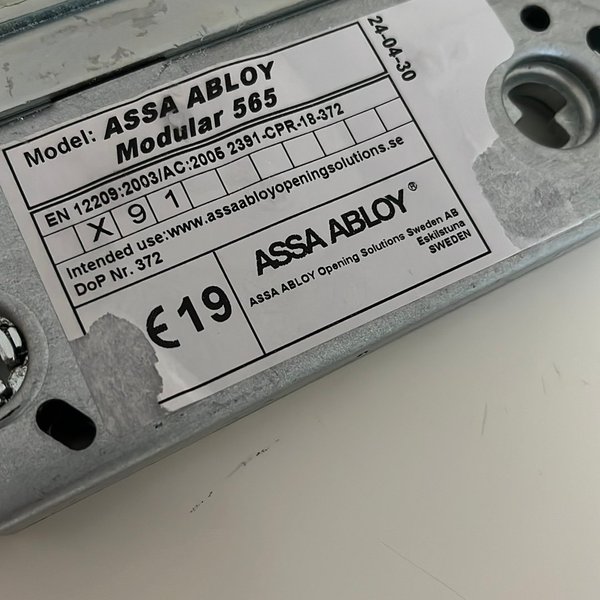 Model: ASSA ABLOY
Modular 565
24-04-30
EN 12209:2003/AC:2005 2391-CPR-18-372
X 9 1
Intended use:www.assaabloyopeningsolutions.se
DoP Nr. 372
C€ 19
ASSA ABLOY®
ASSA ABLOY Opening Solutions Sweden AB
Eskilstuna
SWEDEN